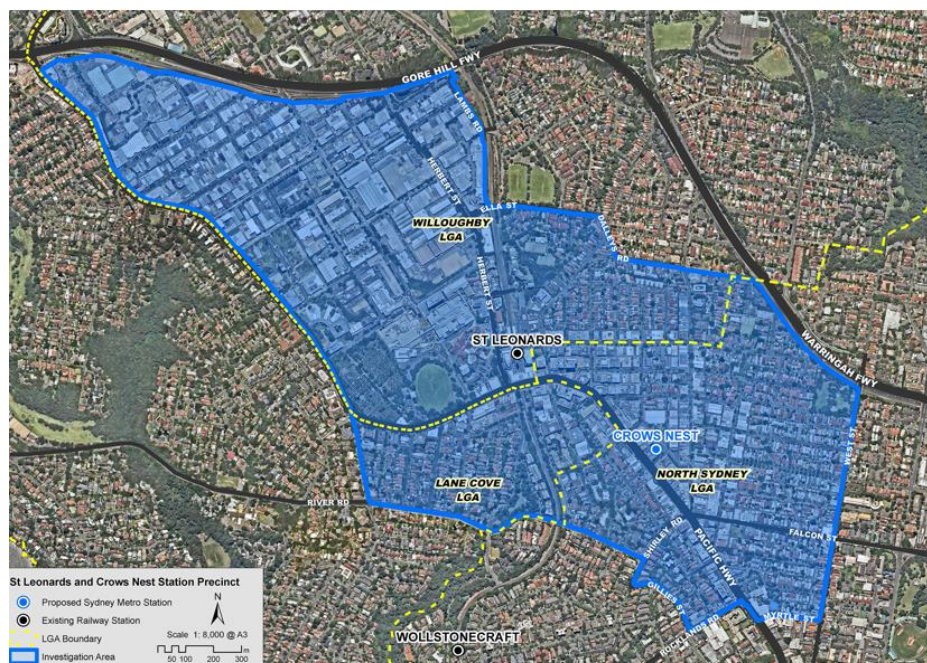 GORE HILL FWY
LAMBS RD
HERBERT ST
ELLA ST
WILLOUGHBY
LGA
DALLEYS RD
HERBERT ST
ST LEONARDS
WARRINGAH FWY
CROWS NEST
WEST ST
LANE COVE
LGA
NORTH SYDNEY
LGA
RIVER RD
SHIRLEY RD
PACIFIC HWY
FALCON ST
GILLIES ST
ROCKLANDS RD
MYRTLE ST
WOLLSTONECRAFT
St Leonards and Crows Nest Station Precinct
Proposed Sydney Metro Station
Existing Railway Station
LGA Boundary
Investigation Area
N
Scale 1: 8,000 @ A3
m
50 100 200 300